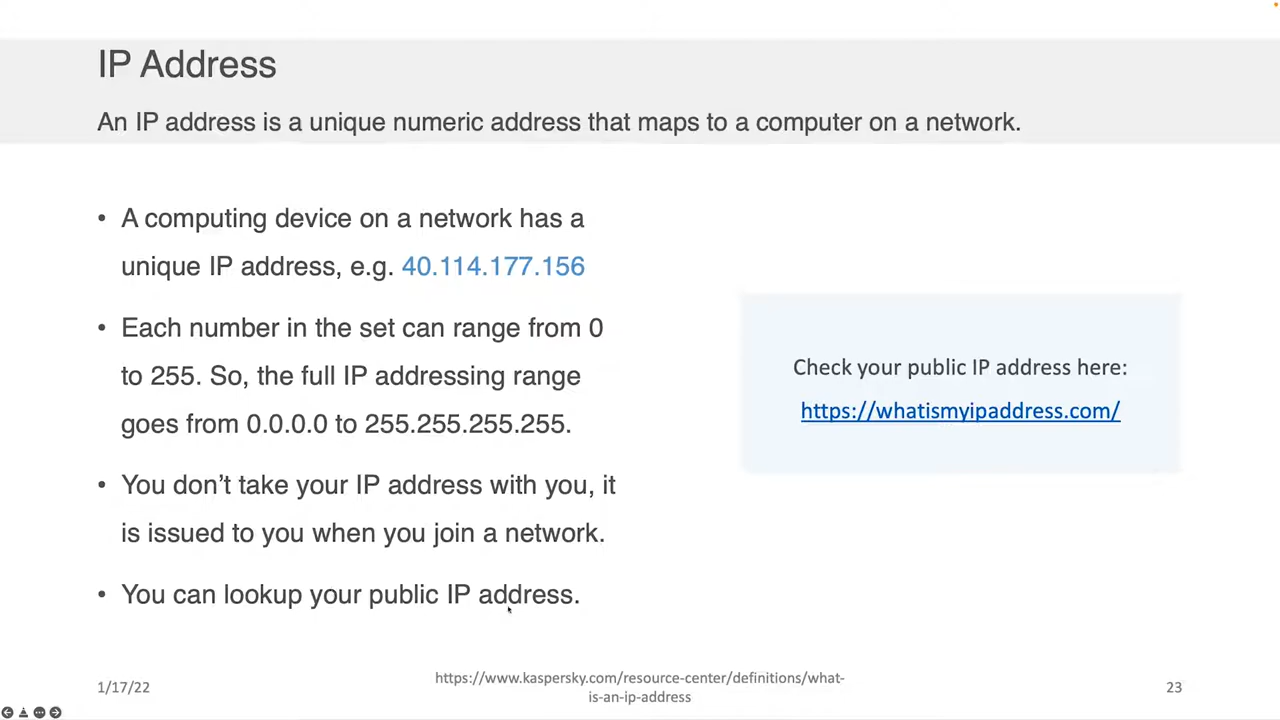 IP Address
An IP address is a unique numeric address that maps to a computer on a network.
• A computing device on a network has a
unique IP address, e.g. 40.114.177.156
• Each number in the set can range from 0
to 255. So, the full IP addressing range
goes from 0.0.0.0 to 255.255.255.255.
• You don’t take your IP address with you, it
is issued to you when you join a network.
• You can lookup your public IP address.
Check your public IP address here:
https://whatismyipaddress.com/
1/17/22
https://www.kaspersky.com/resource-center/definitions/what-
is-an-ip-address
23